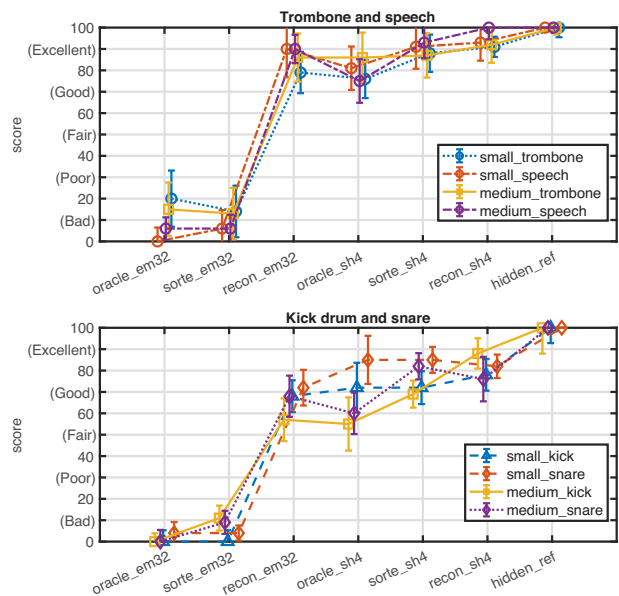 Trombone and speech
100
(Excellent)
80
(Good)
60
(Fair)
40
(Poor)
20
(Bad)
0
score
small_trombone
small_speech
medium_trombone
medium_speech
oracle_em32
sorte_em32
recon_em32
oracle_sh4
sorte_sh4
recon_sh4
hidden_ref
Kick drum and snare
100
(Excellent)
80
(Good)
60
(Fair)
40
(Poor)
20
(Bad)
0
score
small_kick
small_snare
medium_kick
medium_snare
oracle_em32
sorte_em32
recon_em32
oracle_sh4
sorte_sh4
recon_sh4
hidden_ref